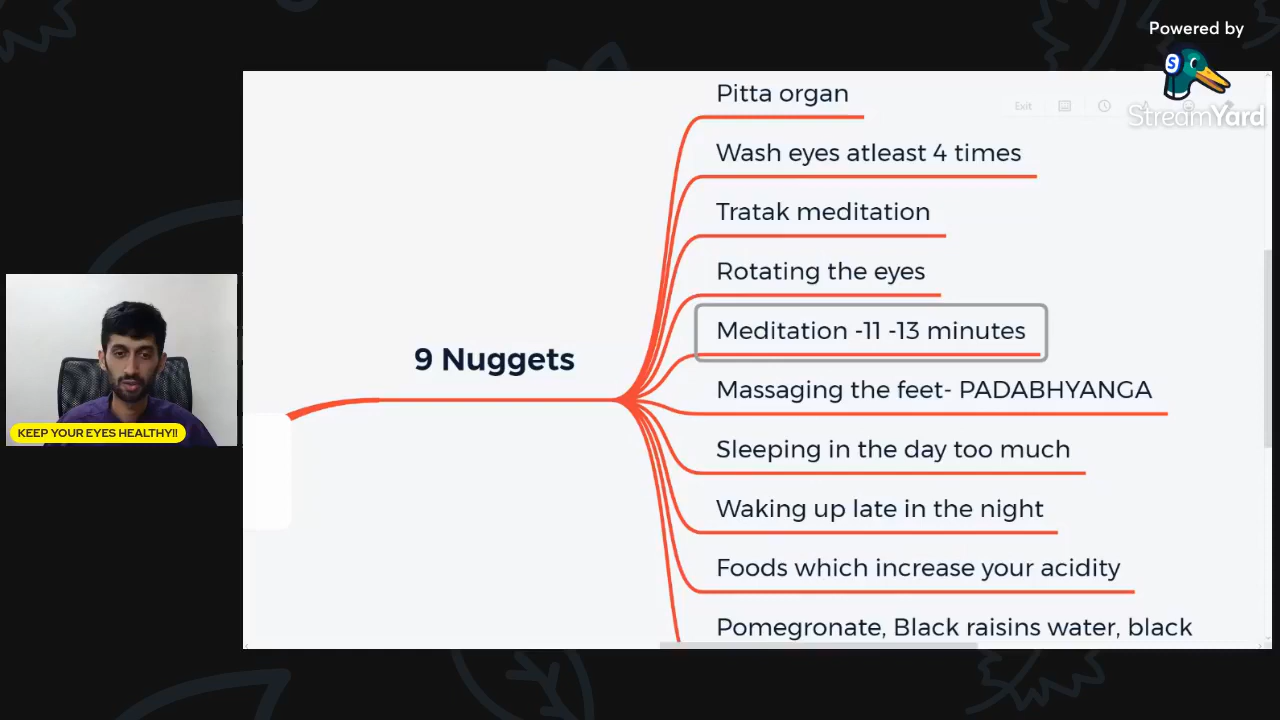 Powered by
StreamYard
Exit
Pitta organ
Wash eyes atleast 4 times
Tratak meditation
Rotating the eyes
9 Nuggets
Meditation -11 -13 minutes
Massaging the feet- PADABHYANGA
Sleeping in the day too much
Waking up late in the night
Foods which increase your acidity
Pomegronate, Black raisins water, black
KEEP YOUR EYES HEALTHY!!